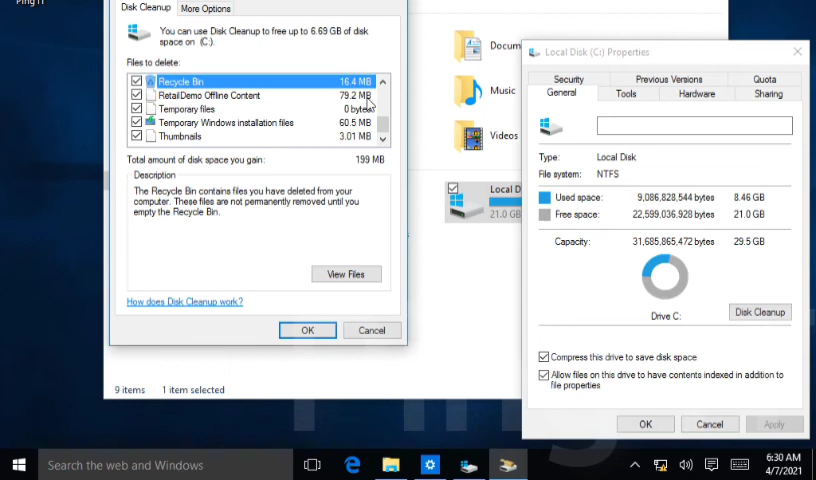 Ping IT
Disk Cleanup
More Options
You can use Disk Cleanup to free up to 6.69 GB of disk
space on (C:).
Files to delete:
Recycle Bin 16.4 MB
RetailDemo Offline Content 79.2 MB
Temporary files 0 bytes
Temporary Windows installation files 60.5 MB
Thumbnails 3.01 MB
Total amount of disk space you gain: 199 MB
Description
The Recycle Bin contains files you have deleted from your
computer. These files are not permanently removed until you
empty the Recycle Bin.
View Files
How does Disk Cleanup work?
OK
Cancel
Docum
Music
Videos
Local D
21.0 GB
9 items 1 item selected
Local Disk (C:) Properties
Security Previous Versions Quota
General Tools Hardware Sharing
Type: Local Disk
File system: NTFS
Used space: 9,086,828,544 bytes 8.46 GB
Free space: 22,599,036,928 bytes 21.0 GB
Capacity: 31,685,865,472 bytes 29.5 GB
Drive C:
Disk Cleanup
Compress this drive to save disk space
Allow files on this drive to have contents indexed in addition to
file properties
OK Cancel Apply
Search the web and Windows
6:30 AM
4/7/2021